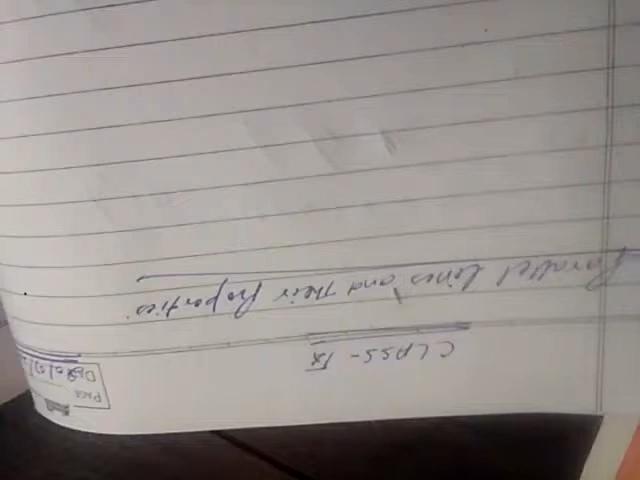 PAGE
CLASS - IX
Parallel Lines and Their Properties.